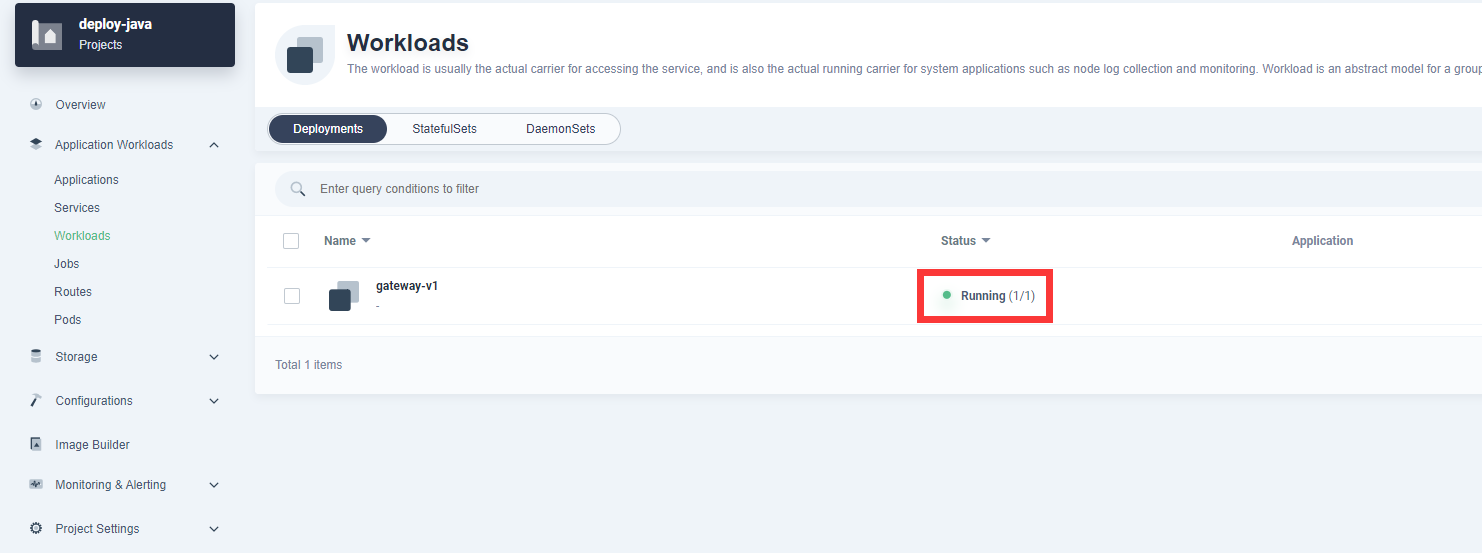 deploy-java
Projects
Overview
Application Workloads
Applications
Services
Workloads
Jobs
Routes
Pods
Storage
Configurations
Image Builder
Monitoring & Alerting
Project Settings
Workloads
The workload is usually the actual carrier for accessing the service, and is also the actual running carrier for system applications such as node log collection and monitoring. Workload is an abstract model for a group
Deployments StatefulSets DaemonSets
Enter query conditions to filter
Name Status Application
gateway-v1
-
Running (1/1)
Total 1 items